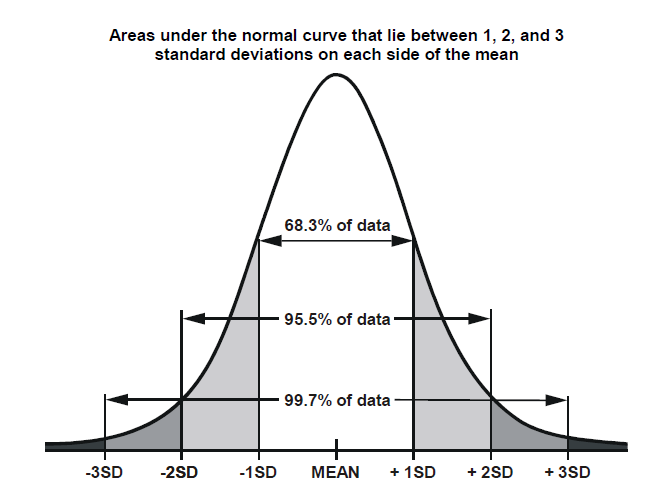 Areas under the normal curve that lie between 1, 2, and 3
standard deviations on each side of the mean
68.3% of data
95.5% of data
99.7% of data
-3SD -2SD -1SD MEAN + 1SD + 2SD + 3SD